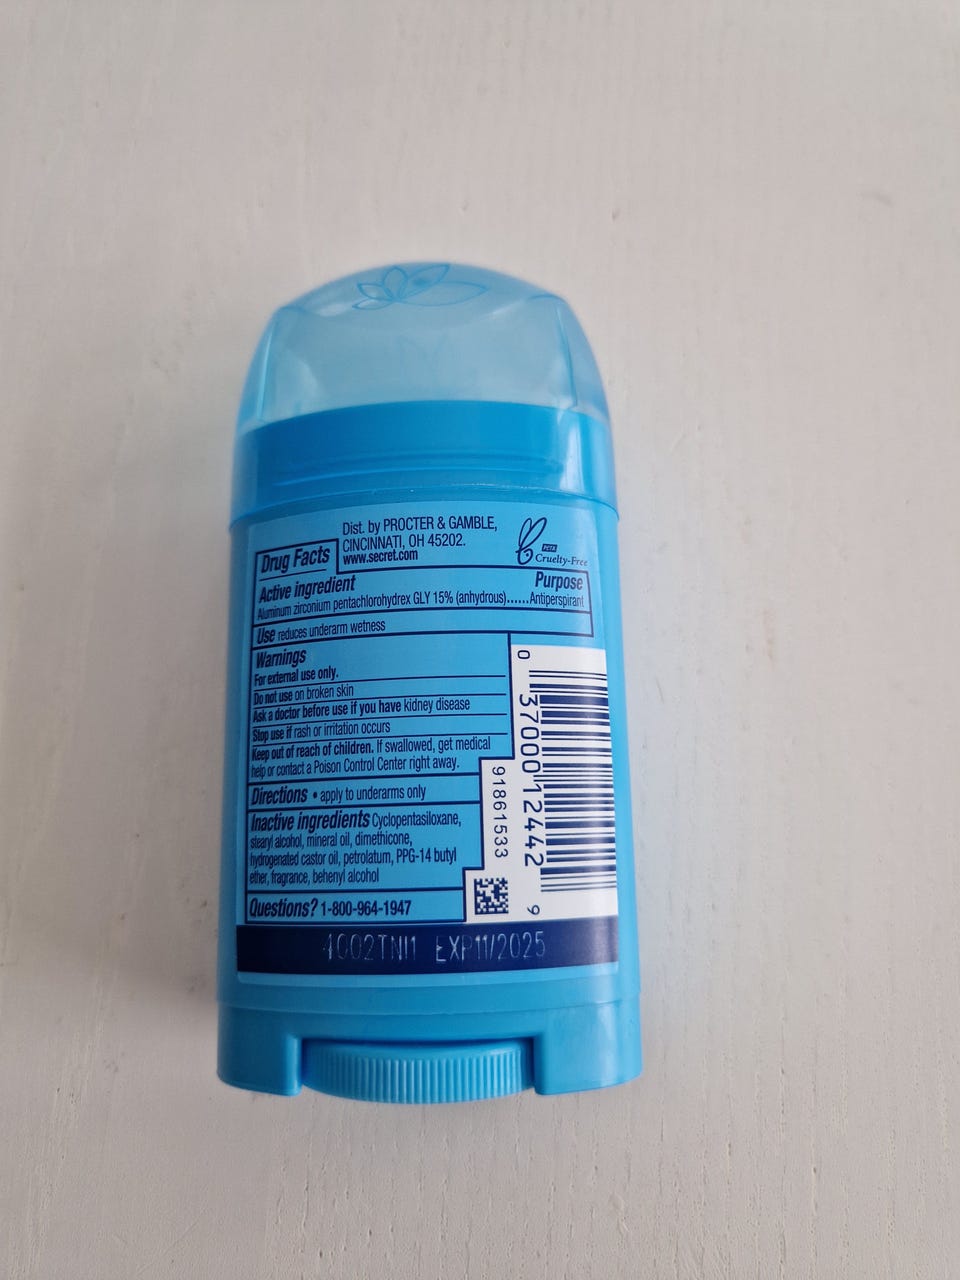 Dist. by PROCTER & GAMBLE,
CINCINNATI, OH 45202.
www.secret.com
PETA
Cruelty-Free
Drug Facts
Active ingredient Purpose
Aluminum zirconium pentachlorohydrex GLY 15% (anhydrous)......Antiperspirant
Use reduces underarm wetness
Warnings
For external use only.
Do not use on broken skin
Ask a doctor before use if you have kidney disease
Stop use if rash or irritation occurs
Keep out of reach of children. If swallowed, get medical
help or contact a Poison Control Center right away.
Directions • apply to underarms only
Inactive ingredients Cyclopentasiloxane,
stearyl alcohol, mineral oil, dimethicone,
hydrogenated castor oil, petrolatum, PPG-14 butyl
ether, fragrance, behenyl alcohol
Questions? 1-800-964-1947
0 37000 12442 9
91861533
EXP11/2025